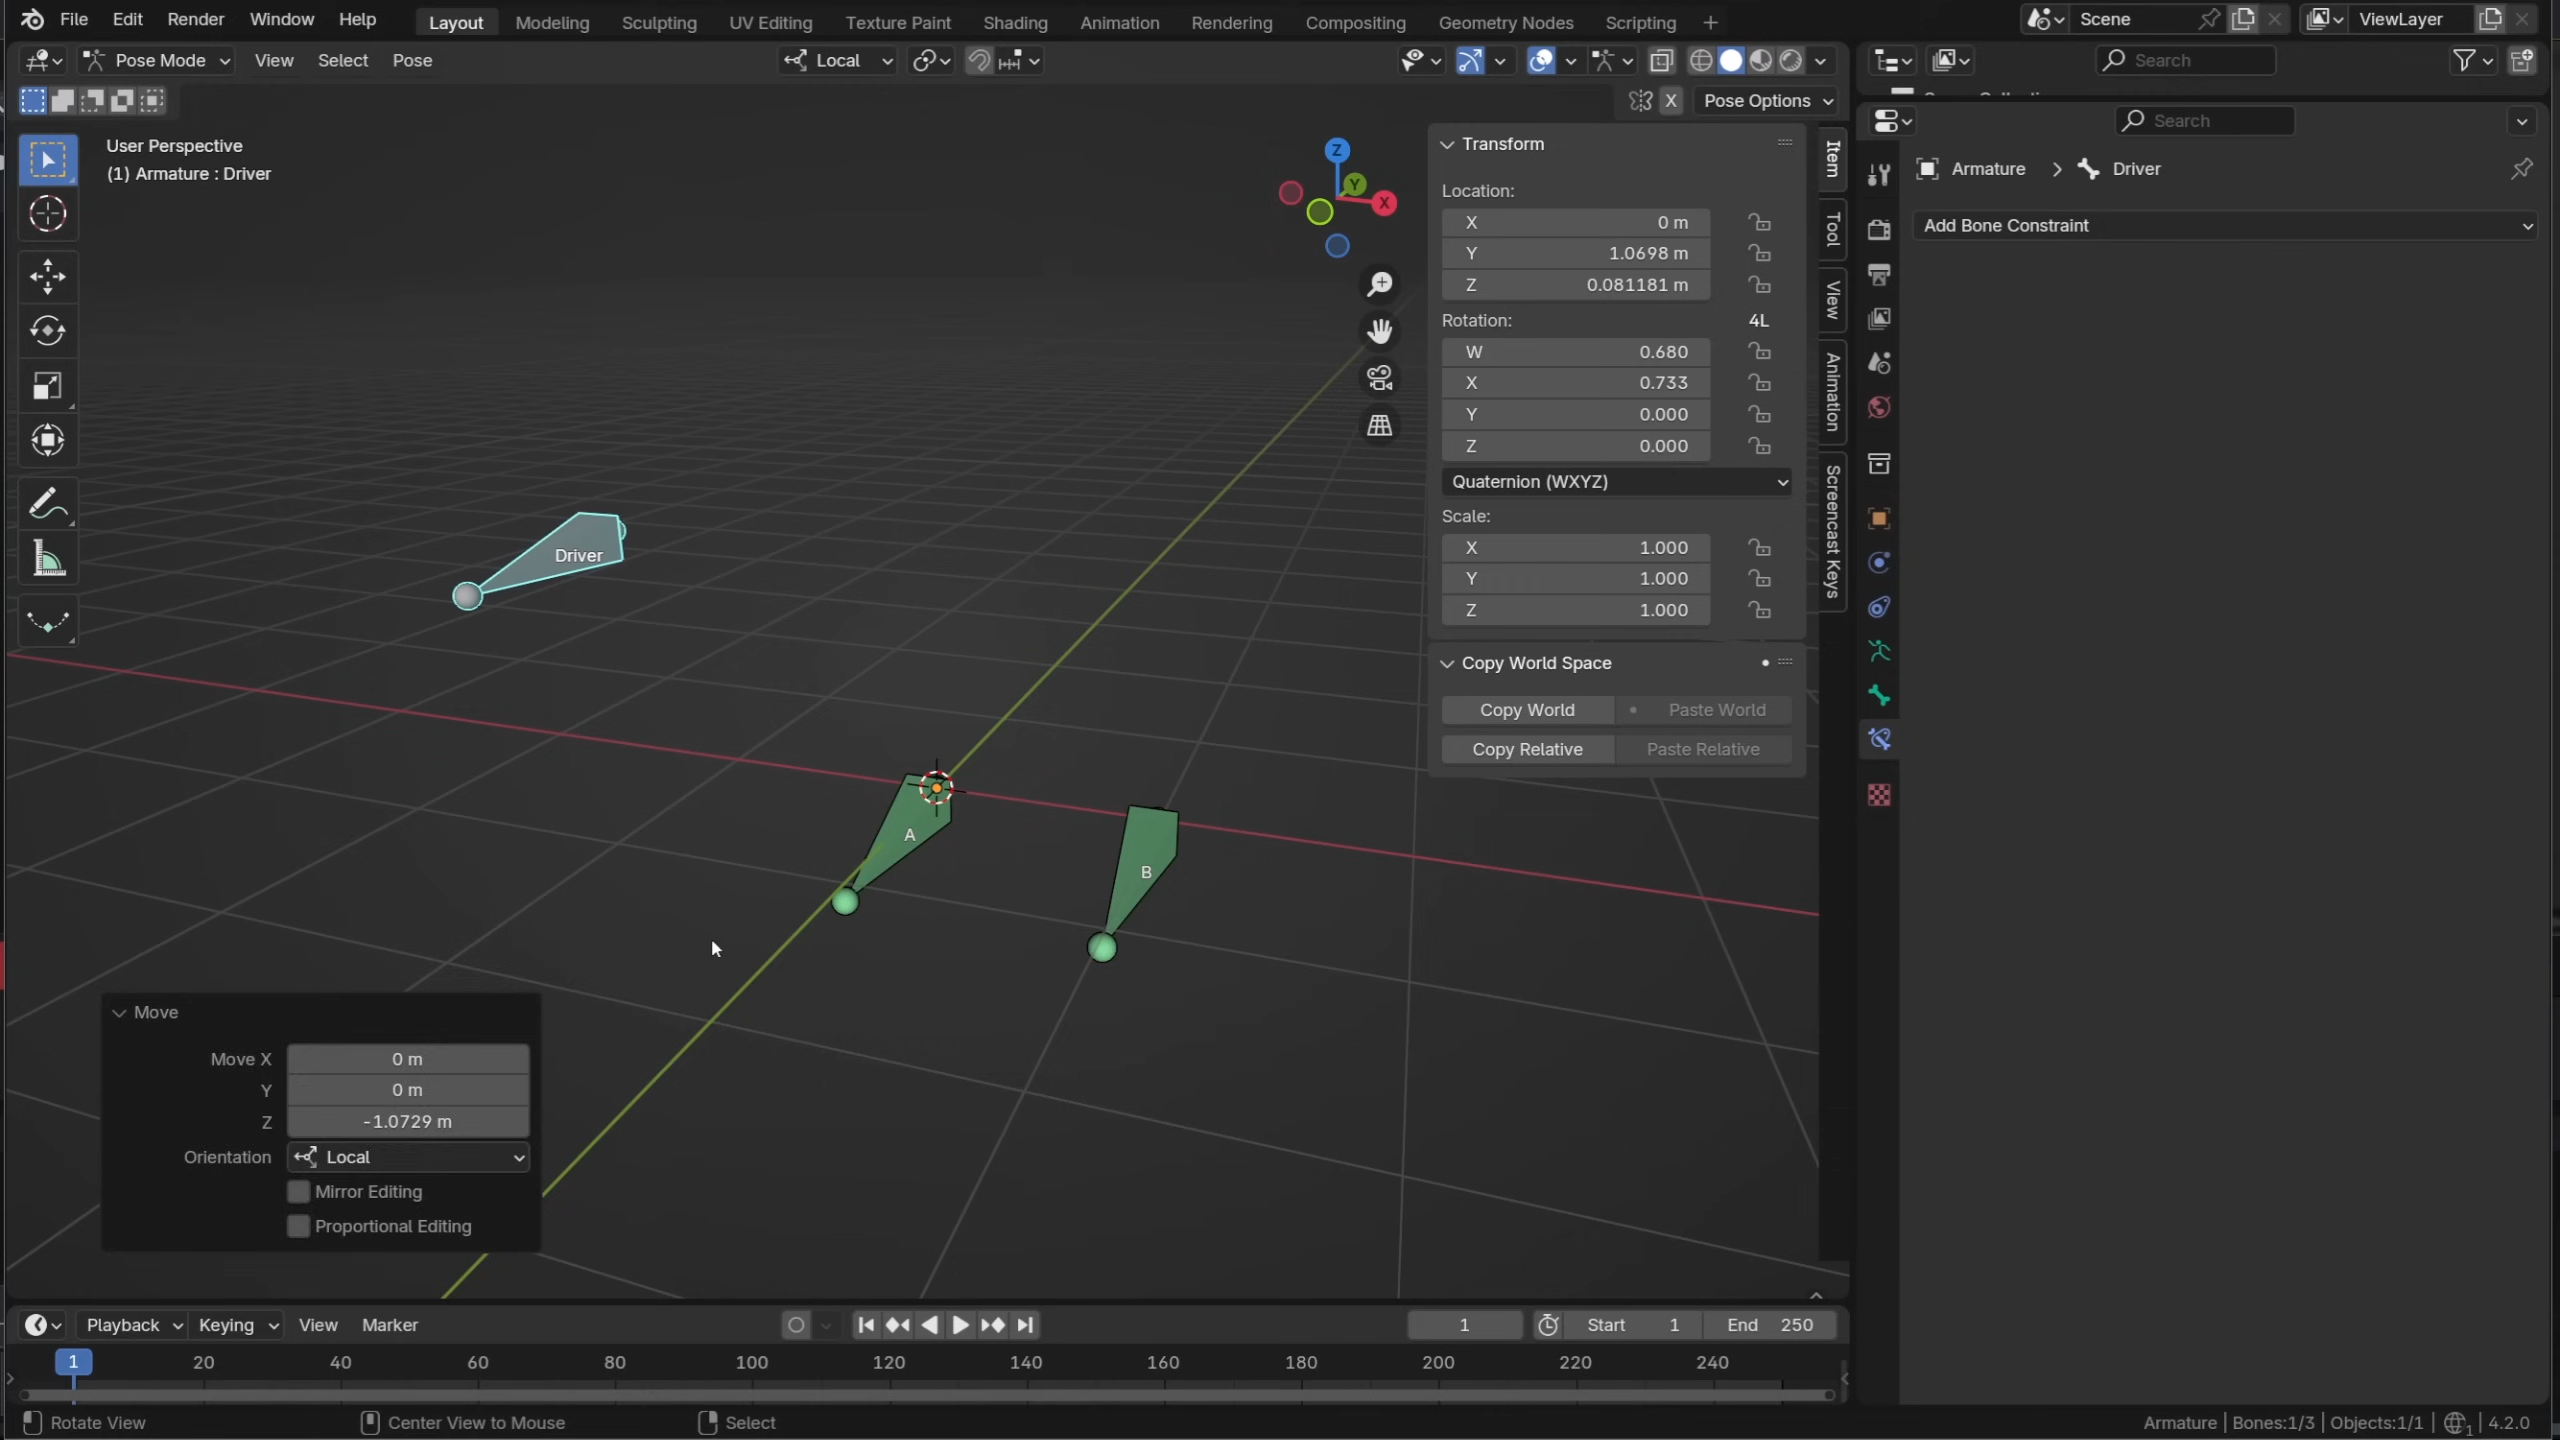 File Edit Render Window Help Layout Modeling Sculpting UV Editing Texture Paint Shading Animation Rendering Compositing Geometry Nodes Scripting + Scene ViewLayer
Pose Mode View Select Pose Local Search
X Pose Options Search
User Perspective
(1) Armature : Driver
Z
Y
X
Transform
Location:
X 0 m
Y 1.0698 m
Z 0.081181 m
Rotation: 4L
W 0.680
X 0.733
Y 0.000
Z 0.000
Quaternion (WXYZ)
Scale:
X 1.000
Y 1.000
Z 1.000
Copy World Space
Copy World Paste World
Copy Relative Paste Relative
Item
Tool
View
Animation
Screencast Keys
Armature Driver
Add Bone Constraint
Driver
A
B
Move
Move X 0 m
Y 0 m
Z -1.0729 m
Orientation Local
Mirror Editing
Proportional Editing
Playback Keying View Marker 1 Start 1 End 250
1 20 40 60 80 100 120 140 160 180 200 220 240
Rotate View Center View to Mouse Select Armature | Bones:1/3 | Objects:1/1 | 1 | 4.2.0